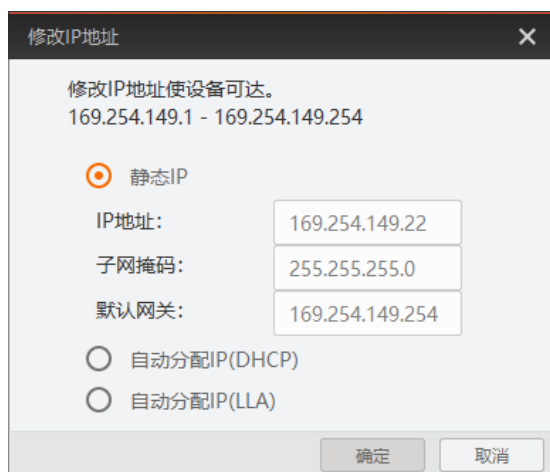 修改IP地址
修改IP地址使设备可达。
169.254.149.1 - 169.254.149.254
静态IP
IP地址: 169.254.149.22
子网掩码: 255.255.255.0
默认网关: 169.254.149.254
自动分配IP(DHCP)
自动分配IP(LLA)
确定 取消